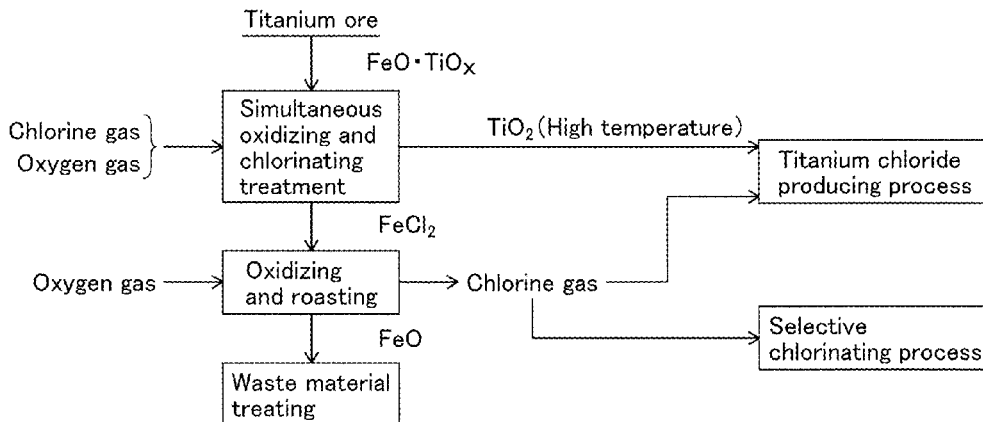 Titanium ore
FeO・TiOx
Simultaneous
oxidizing and
chlorinating
treatment
Chlorine gas
Oxygen gas
TiO2(High temperature)
Titanium chloride
producing process
FeCl2
Oxygen gas
Oxidizing
and roasting
Chlorine gas
FeO
Selective
chlorinating process
Waste material
treating